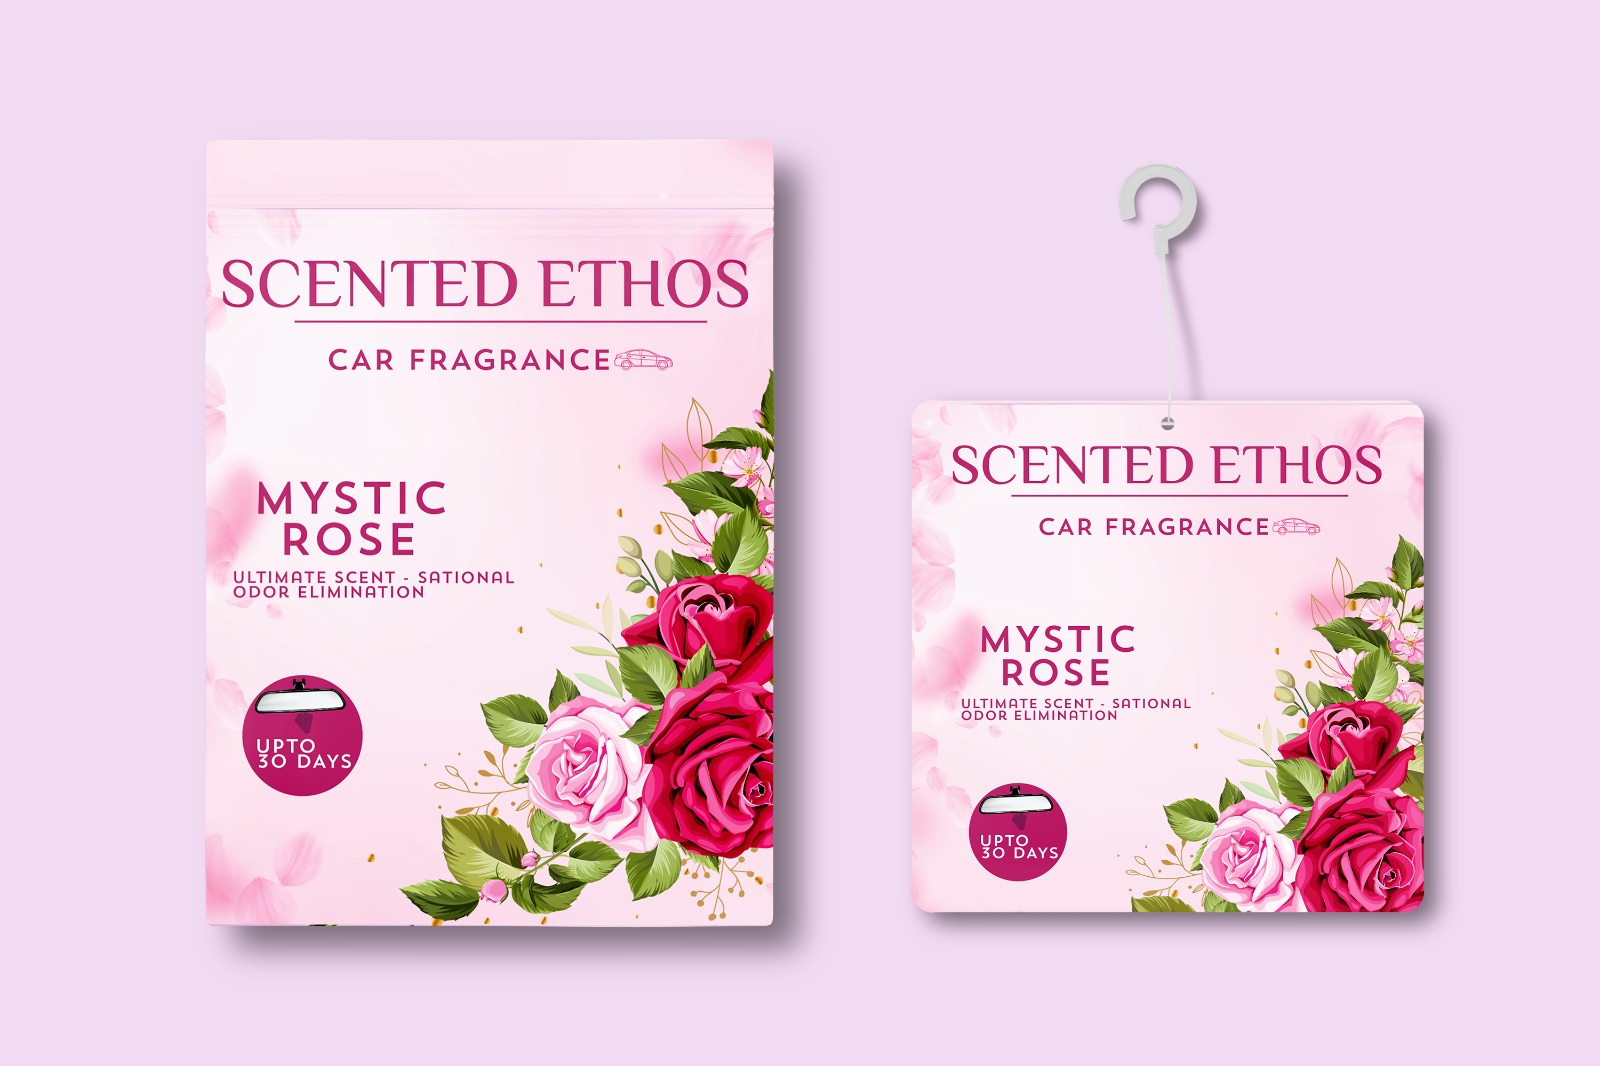 SCENTED ETHOS
CAR FRAGRANCE
MYSTIC
ROSE
ULTIMATE SCENT - SATIONAL
ODOR ELIMINATION
UPTO
30 DAYS
SCENTED ETHOS
CAR FRAGRANCE
MYSTIC
ROSE
ULTIMATE SCENT - SATIONAL
ODOR ELIMINATION
UPTO
30 DAYS